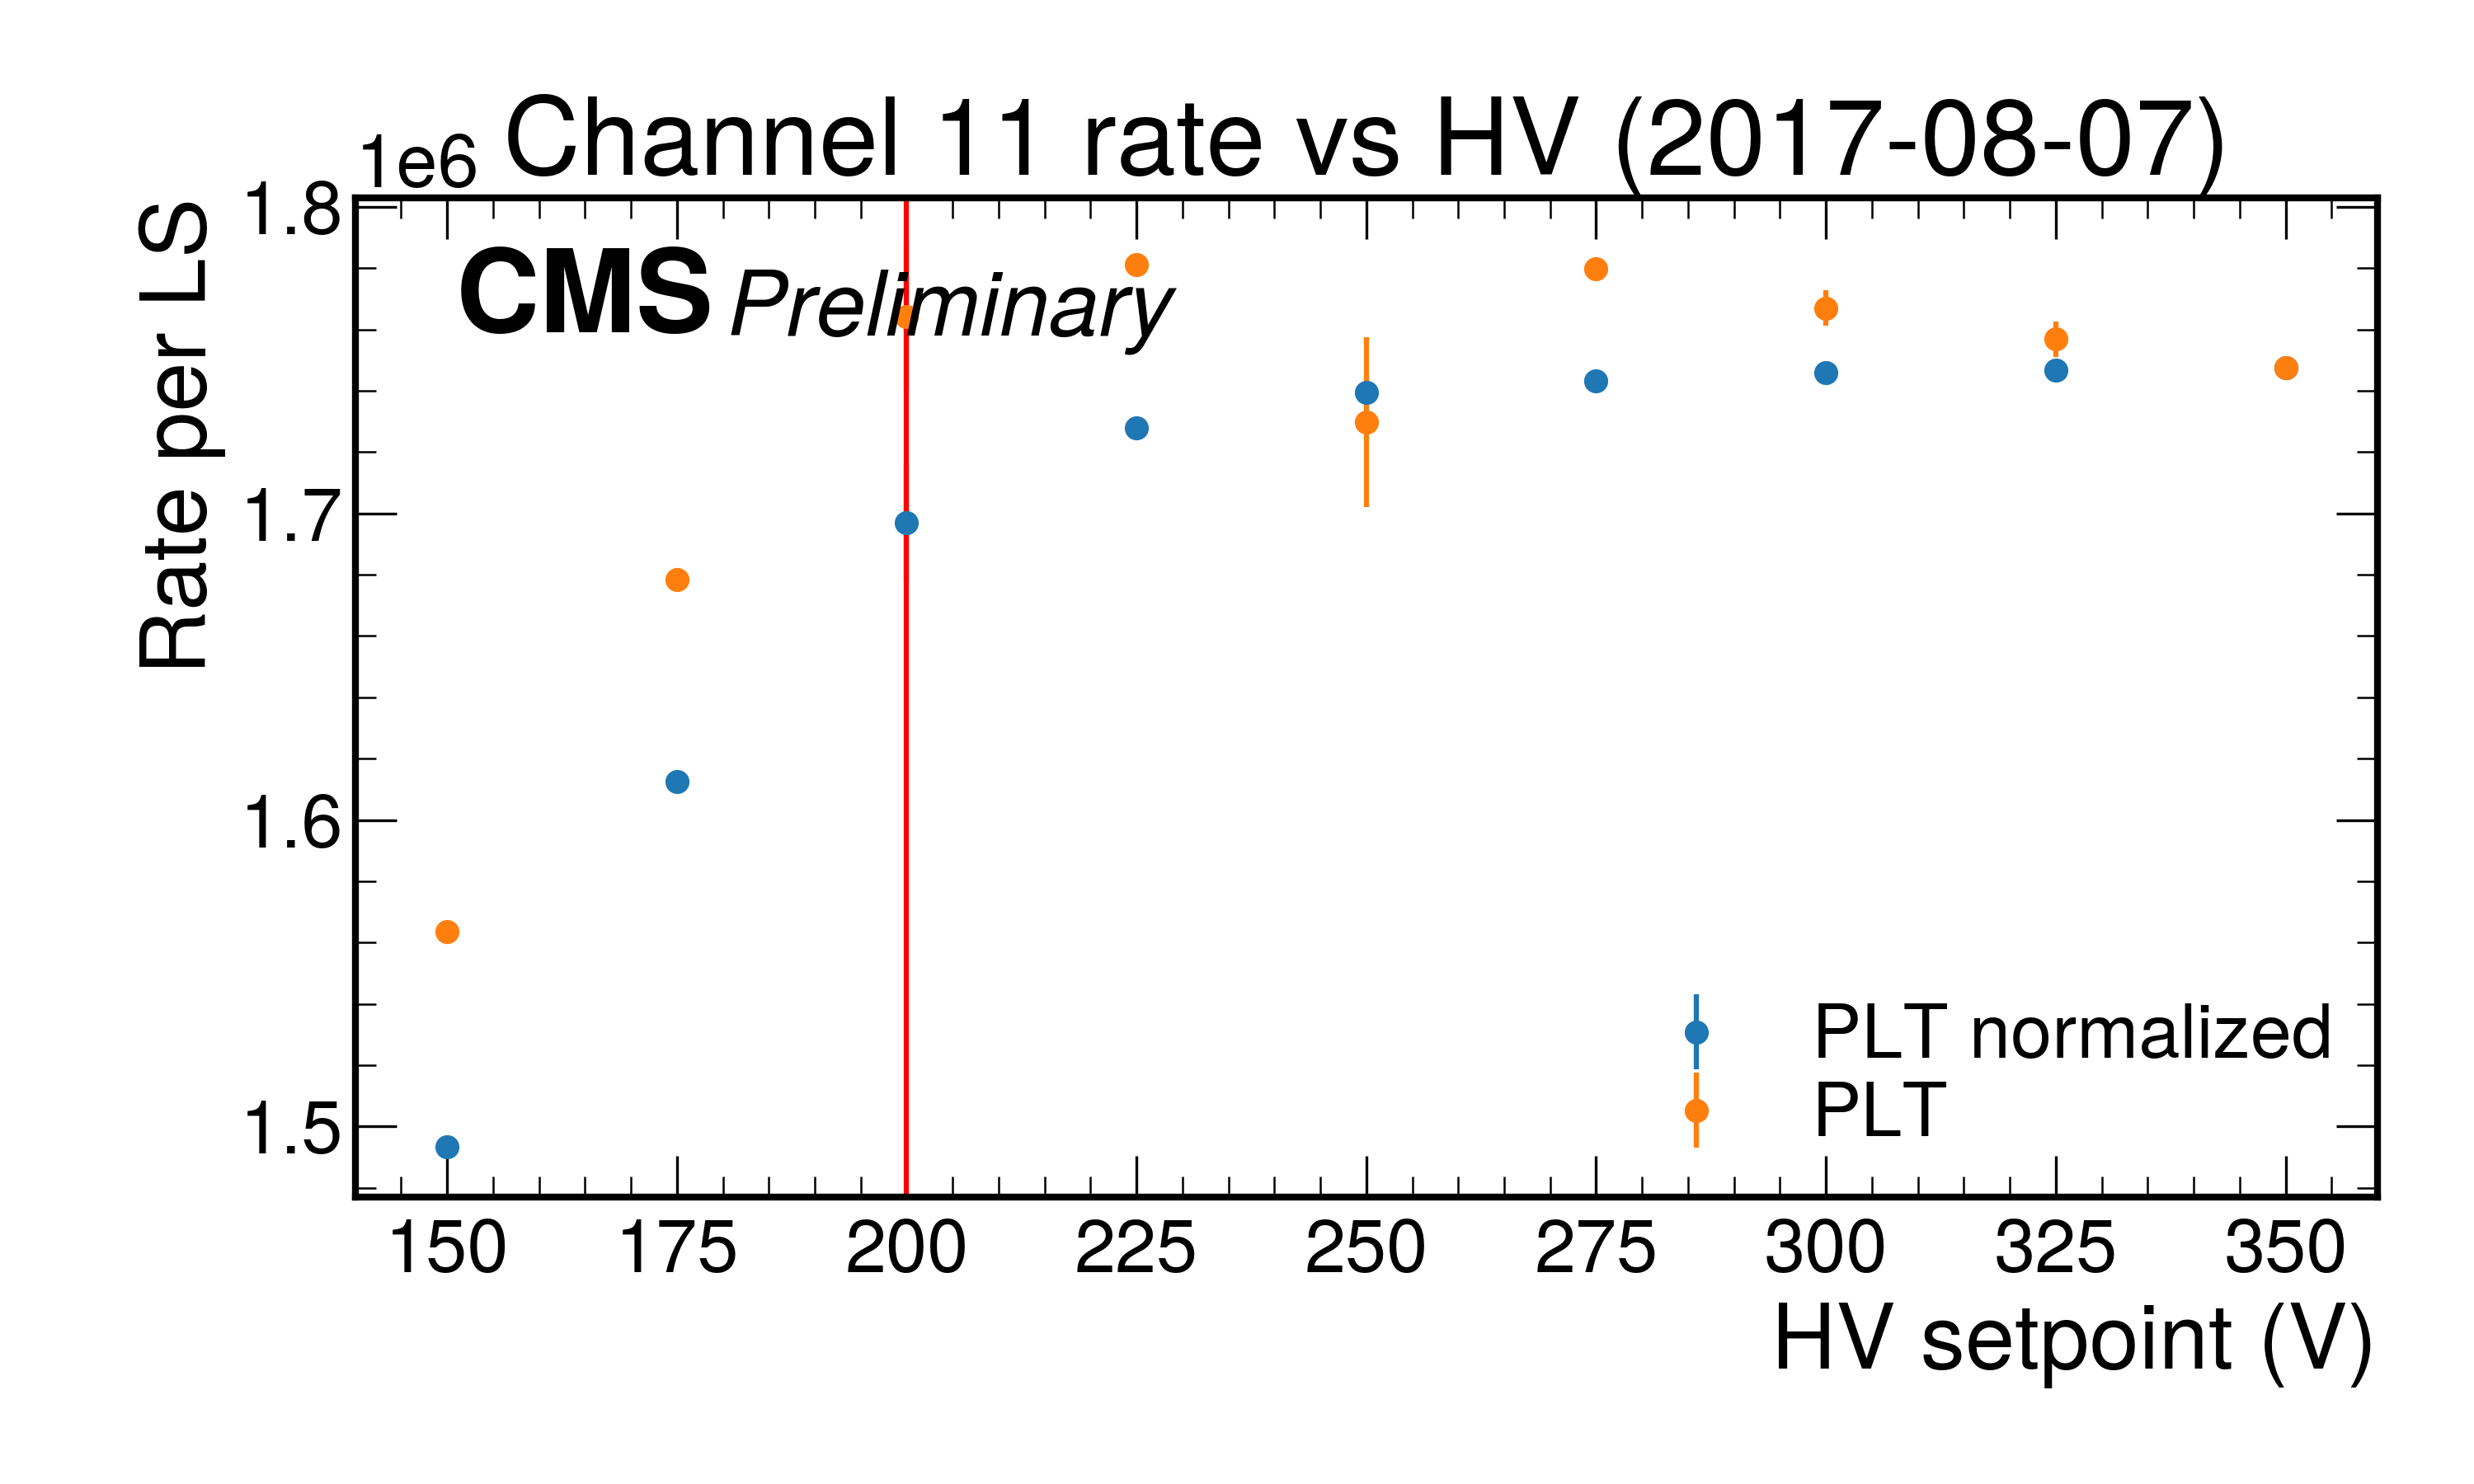 Channel 11 rate vs HV (2017-08-07)
1e6
CMS Preliminary
Rate per LS
1.8
1.7
1.6
1.5
PLT normalized
PLT
150 175 200 225 250 275 300 325 350
HV setpoint (V)